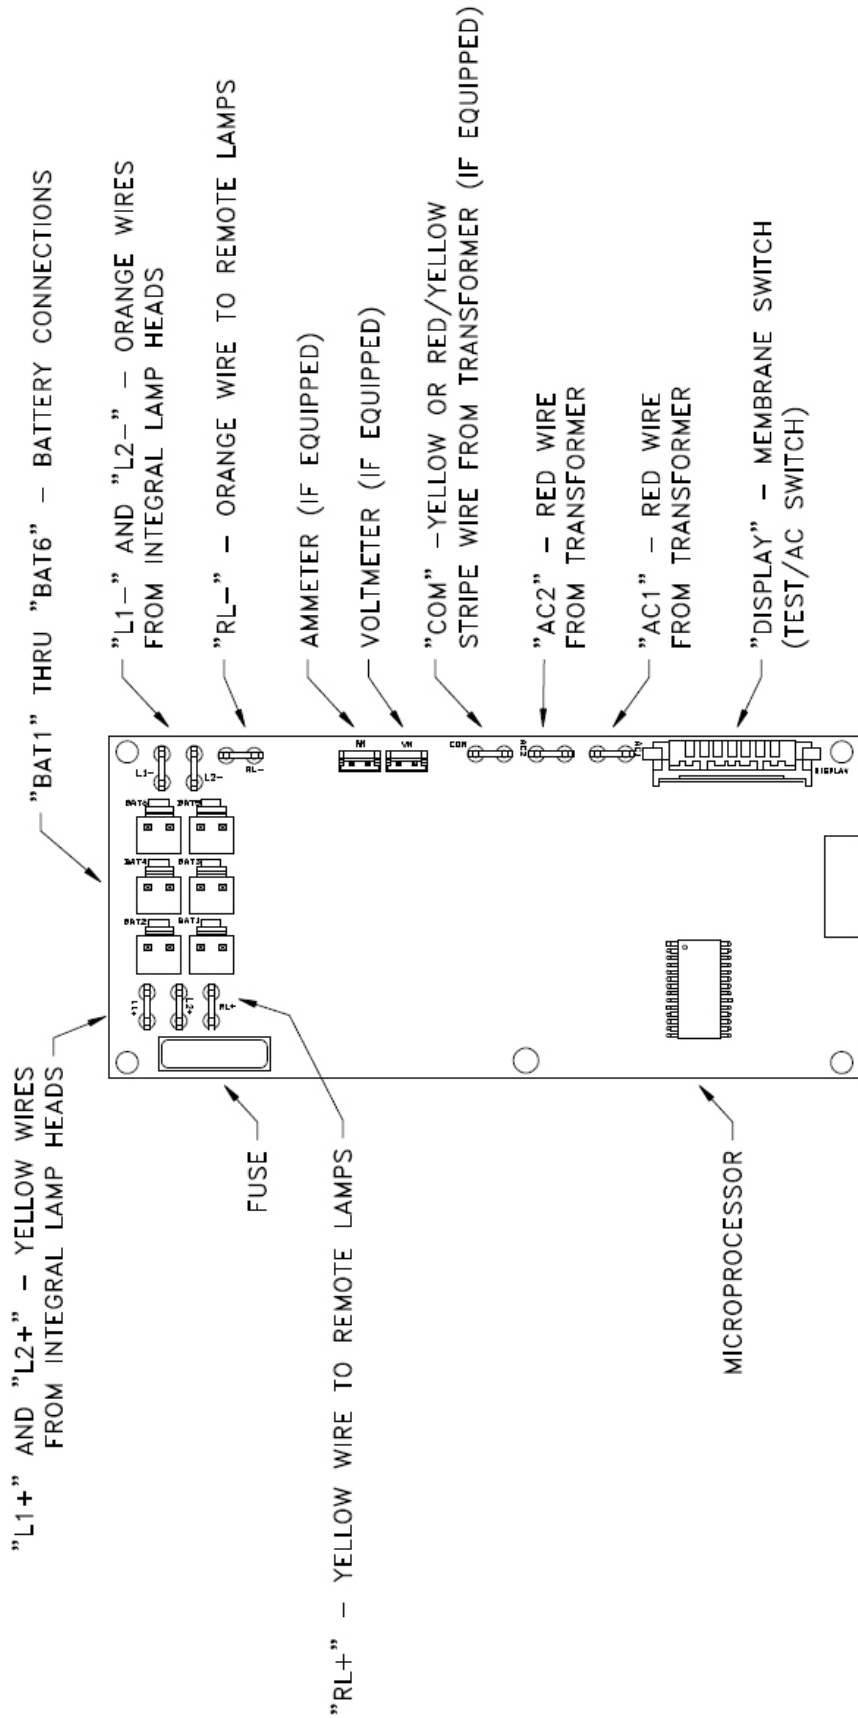 "L1+" AND "L2+" – YELLOW WIRES
FROM INTEGRAL LAMP HEADS
"BAT1" THRU "BAT6" – BATTERY CONNECTIONS
"L1–" AND "L2–" – ORANGE WIRES
FROM INTEGRAL LAMP HEADS
"RL–" – ORANGE WIRE TO REMOTE LAMPS
AMMETER (IF EQUIPPED)
VOLTMETER (IF EQUIPPED)
"COM" –YELLOW OR RED/YELLOW
STRIPE WIRE FROM TRANSFORMER (IF EQUIPPED)
"AC2" – RED WIRE
FROM TRANSFORMER
"AC1" – RED WIRE
FROM TRANSFORMER
"DISPLAY" – MEMBRANE SWITCH
(TEST/AC SWITCH)
FUSE
"RL+" – YELLOW WIRE TO REMOTE LAMPS
MICROPROCESSOR
L1+
L2+
RL+
BAT2
BAT1
BAT4
BAT3
BAT6
BAT5
L1-
L2-
RL-
AM
VM
COM
AC2
AC1
DISPLAY